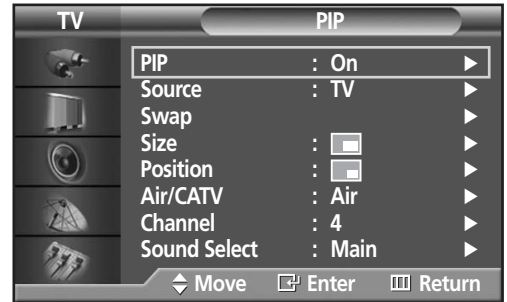 TV PIP
PIP : On
Source : TV
Swap
Size :
Position :
Air/CATV : Air
Channel : 4
Sound Select : Main
Move Enter Return